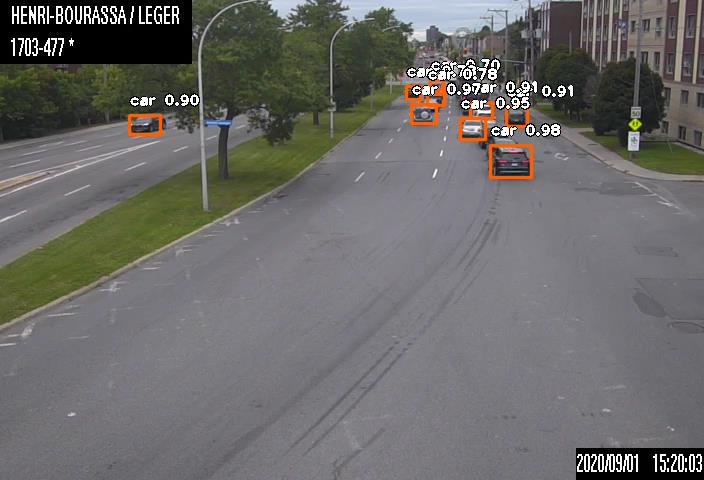 HENRI-BOURASSA / LEGER
1703-477 *
car 0.70
car 0.78
car 0.97
car 0.91
0.91
car 0.95
car 0.90
car 0.98
50
2020/09/01 15:20:03